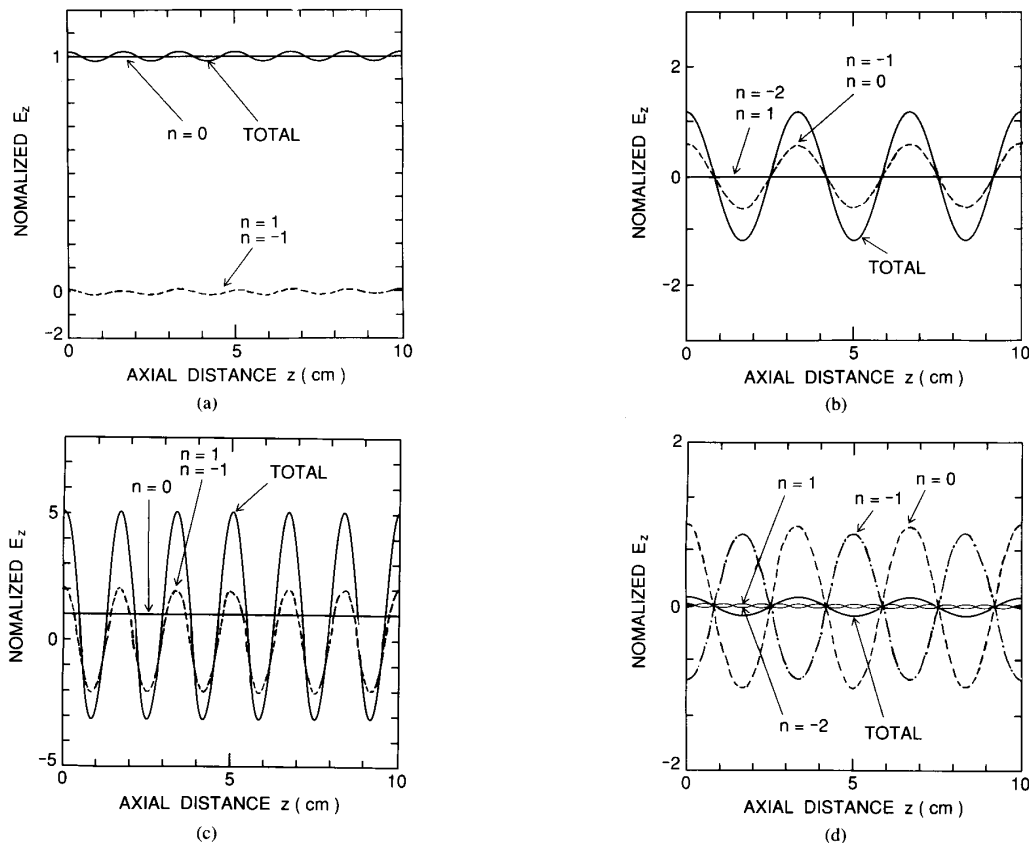 1
0
−2
n = 0
TOTAL
n = 1
n = −1
NOMALIZED E_z
0
5
10
AXIAL DISTANCE z ( cm )
(a)
2
1
0
−2
n = −1
n = 0
n = −2
n = 1
TOTAL
NOMALIZED E_z
0
5
10
AXIAL DISTANCE z ( cm )
(b)
5
0
−5
n = 0
n = 1
n = −1
TOTAL
NOMALIZED E_z
0
5
10
AXIAL DISTANCE z ( cm )
(c)
2
0
−2
n = 1
n = −1
n = 0
n = −2
TOTAL
NOMALIZED E_z
0
5
10
AXIAL DISTANCE z ( cm )
(d)